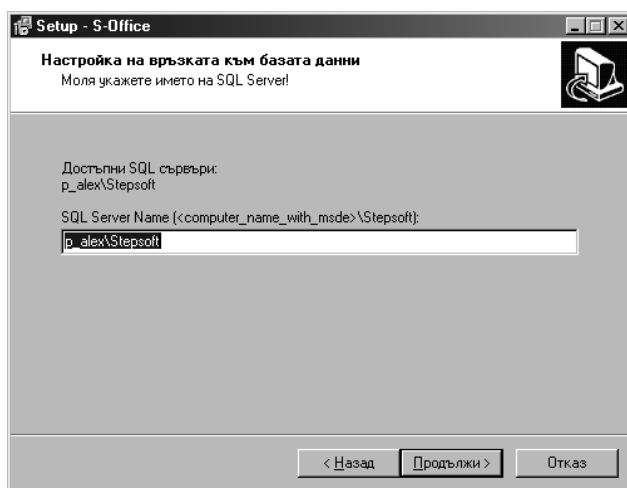 Setup - S-Office
Настройка на връзката към базата данни
Моля укажете името на SQL Server!
Достъпни SQL сървъри:
p_alex\Stepsoft
SQL Server Name (<computer_name_with_msde>\Stepsoft):
p_alex\Stepsoft
< Назад
Продължи >
Отказ